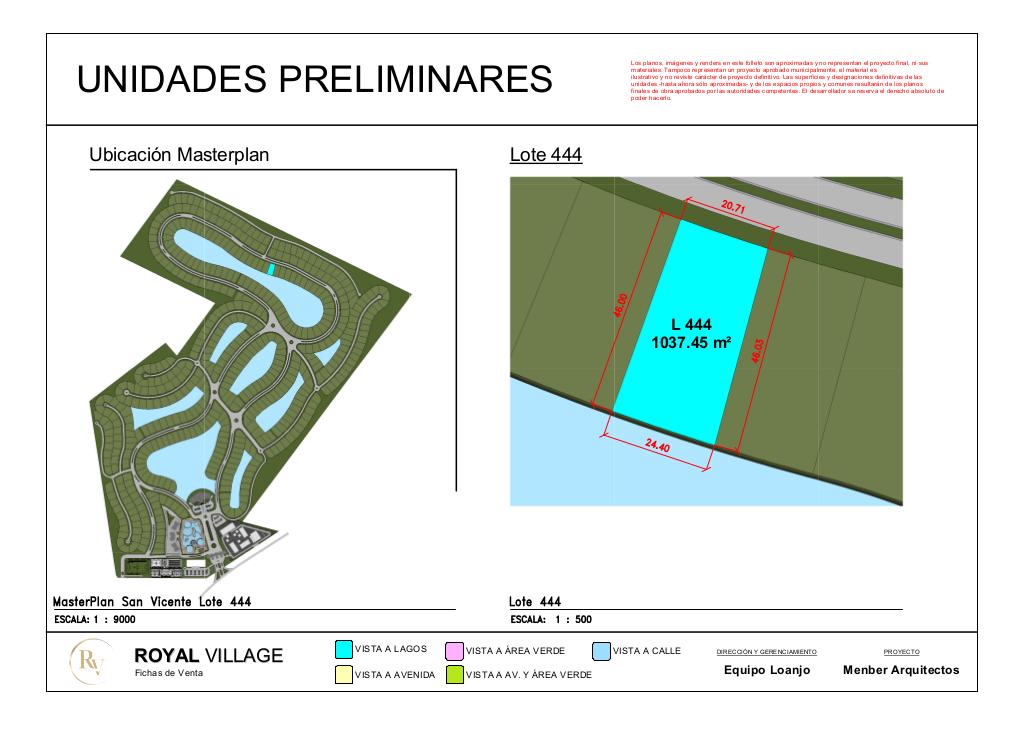 UNIDADES PRELIMINARES
Los planos, imágenes y renders en este folleto son aproximadas y no representan el proyecto final, ni sus
materiales. Tampoco representan un proyecto aprobado municipalmente, el material es
ilustrativo y no reviste carácter de proyecto definitivo. Las superficies y designaciones definitivas de las
unidades -hasta ahora sólo aproximadas- y de los espacios propios y comunes resultarán de los planos
finales de obra aprobados por las autoridades competentes. El desarrollador se reserva el derecho absoluto de
poder hacerlo.
Ubicación Masterplan
Lote 444
20.71
46.00
L 444
1037.45 m²
46.03
24.40
MasterPlan San Vicente Lote 444
ESCALA: 1 : 9000
Lote 444
ESCALA: 1 : 500
RV
ROYAL VILLAGE
Fichas de Venta
VISTA A LAGOS
VISTA A ÁREA VERDE
VISTA A CALLE
VISTA A AVENIDA
VISTA A AV. Y ÁREA VERDE
DIRECCIÓN Y GERENCIAMIENTO
Equipo Loanjo
PROYECTO
Menber Arquitectos